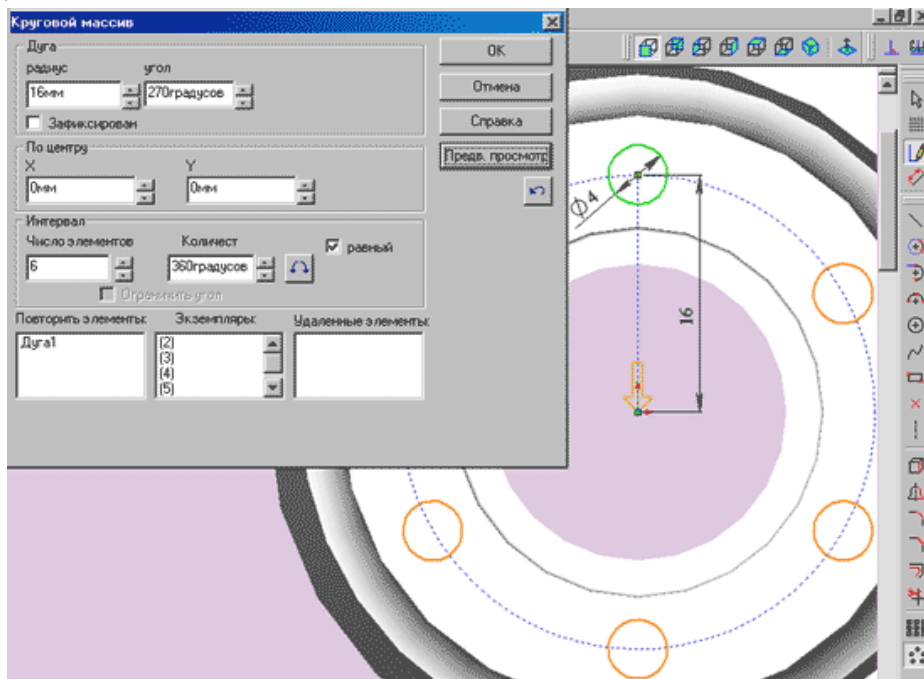 Круговой массив
Дуга
радиус угол
16мм 270градусов
Зафиксирован
По центру
X Y
0мм 0мм
Интервал
Число элементов Количест
6 360градусов
равный
Ограничить угол
Повторить элементы: Экземпляры: Удаленные элементы:
Дуга1
(2)
(3)
(4)
(5)
OK
Отмена
Справка
Предв. просмотр
ϕ4
16